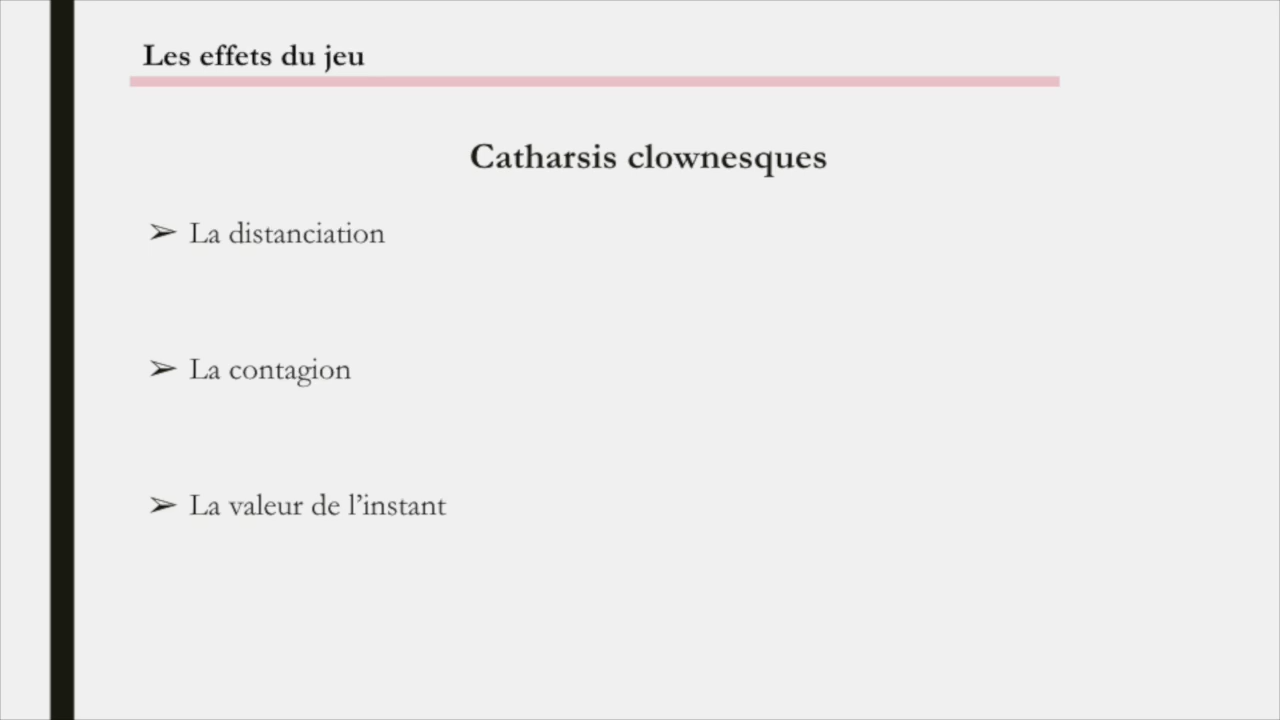 Les effets du jeu
Catharsis clownesques
➢ La distanciation
➢ La contagion
➢ La valeur de l’instant